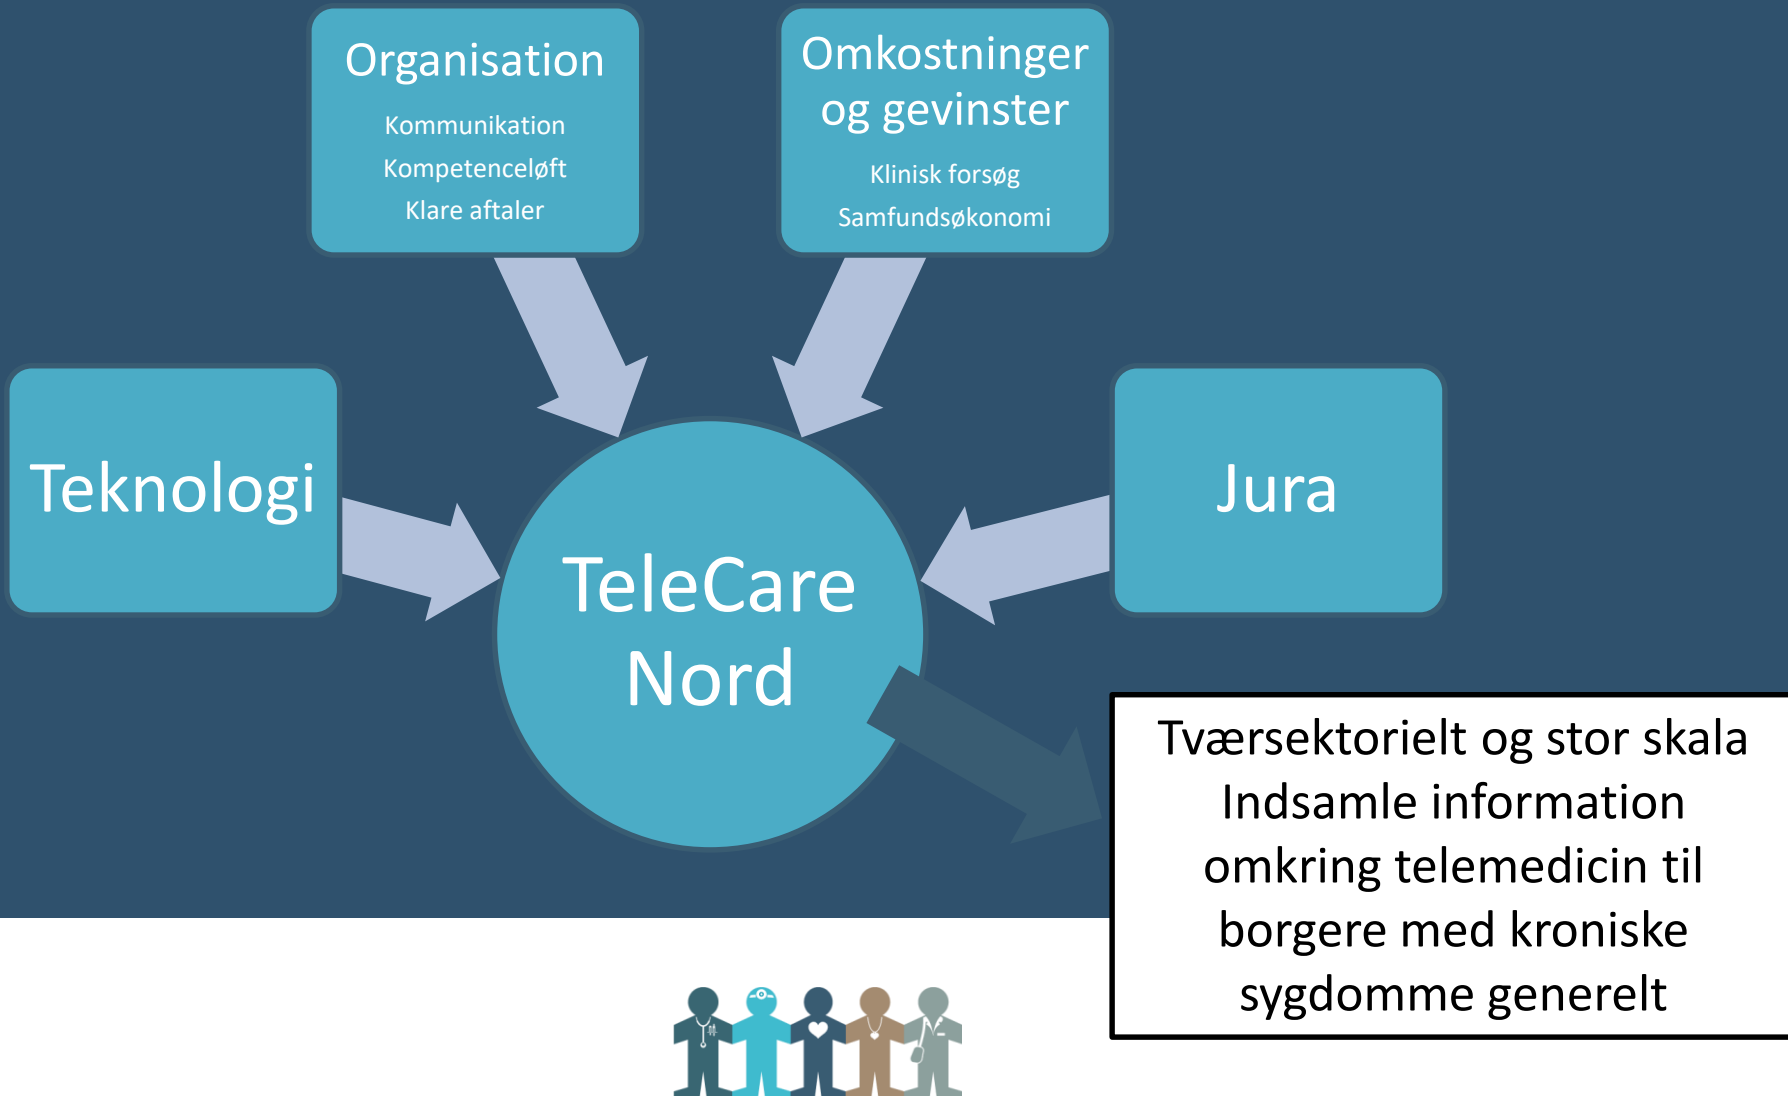 Organisation
Kommunikation
Kompetenceløft
Klare aftaler
Omkostninger
og gevinster
Klinisk forsøg
Samfundsøkonomi
Teknologi
Jura
TeleCare
Nord
Tværsektorielt og stor skala
Indsamle information
omkring telemedicin til
borgere med kroniske
sygdomme generelt